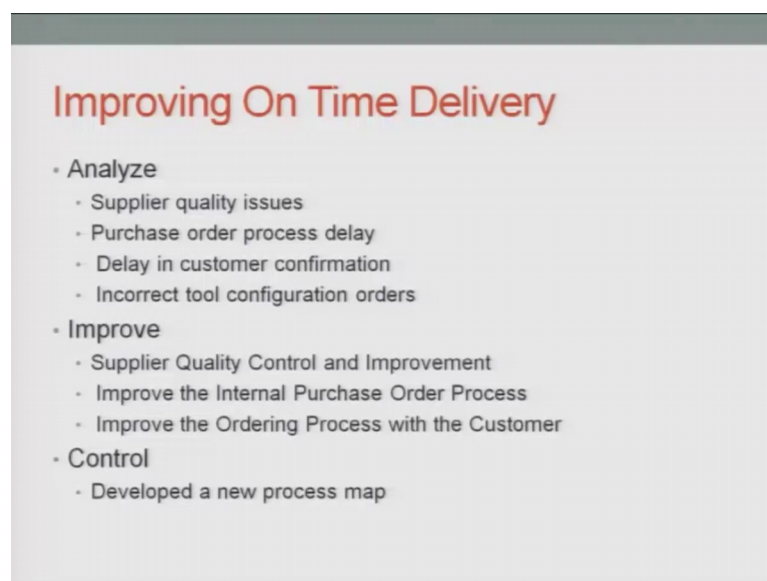 Improving On Time Delivery
• Analyze
• Supplier quality issues
• Purchase order process delay
• Delay in customer confirmation
• Incorrect tool configuration orders
• Improve
• Supplier Quality Control and Improvement
• Improve the Internal Purchase Order Process
• Improve the Ordering Process with the Customer
• Control
• Developed a new process map